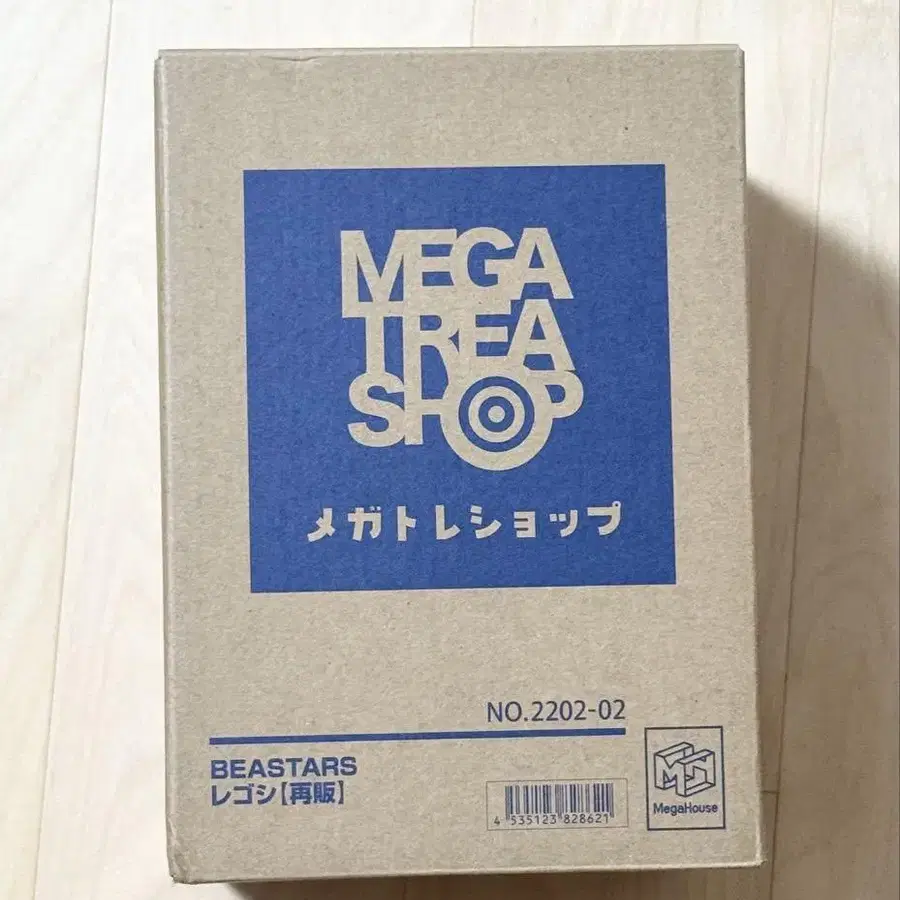 MEGA
TREA
SHOP
メガトレショップ
NO.2202-02
BEASTARS
レゴシ【再販】
4 535123 828621
MegaHouse